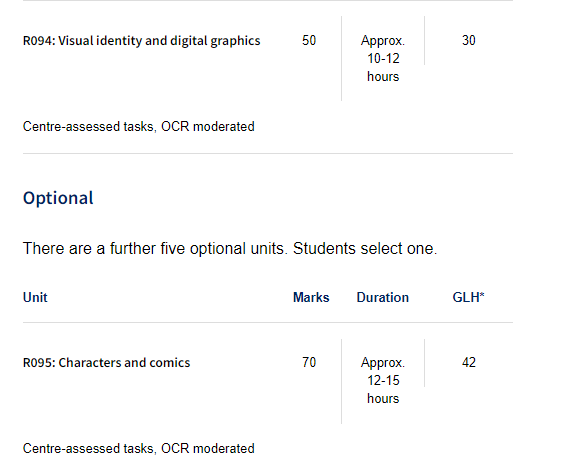 R094: Visual identity and digital graphics 50 Approx. 30
10-12
hours
Centre-assessed tasks, OCR moderated
Optional
There are a further five optional units. Students select one.
Unit Marks Duration GLH*
R095: Characters and comics 70 Approx. 42
12-15
hours
Centre-assessed tasks, OCR moderated